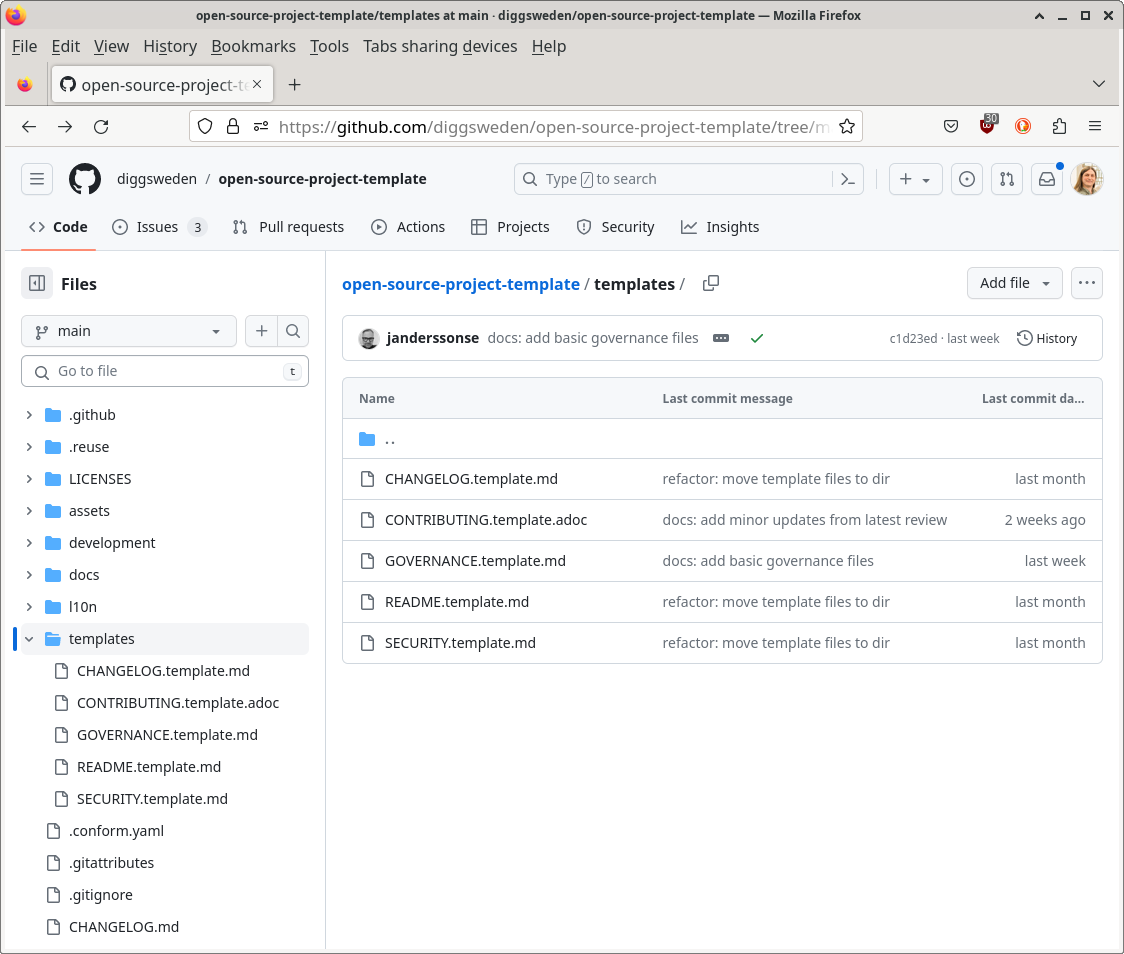 open-source-project-template/templates at main · diggsweden/open-source-project-template — Mozilla Firefox
File Edit View History Bookmarks Tools Tabs sharing devices Help
open-source-project-te
https://github.com/diggsweden/open-source-project-template/tree/m
30
diggsweden / open-source-project-template
Type / to search
Code Issues 3 Pull requests Actions Projects Security Insights
Files
main
Go to file t
.github
.reuse
LICENSES
assets
development
docs
l10n
templates
CHANGELOG.template.md
CONTRIBUTING.template.adoc
GOVERNANCE.template.md
README.template.md
SECURITY.template.md
.conform.yaml
.gitattributes
.gitignore
CHANGELOG.md
open-source-project-template / templates /
Add file
janderssonse docs: add basic governance files c1d23ed · last week History
Name Last commit message Last commit da...
..
CHANGELOG.template.md refactor: move template files to dir last month
CONTRIBUTING.template.adoc docs: add minor updates from latest review 2 weeks ago
GOVERNANCE.template.md docs: add basic governance files last week
README.template.md refactor: move template files to dir last month
SECURITY.template.md refactor: move template files to dir last month